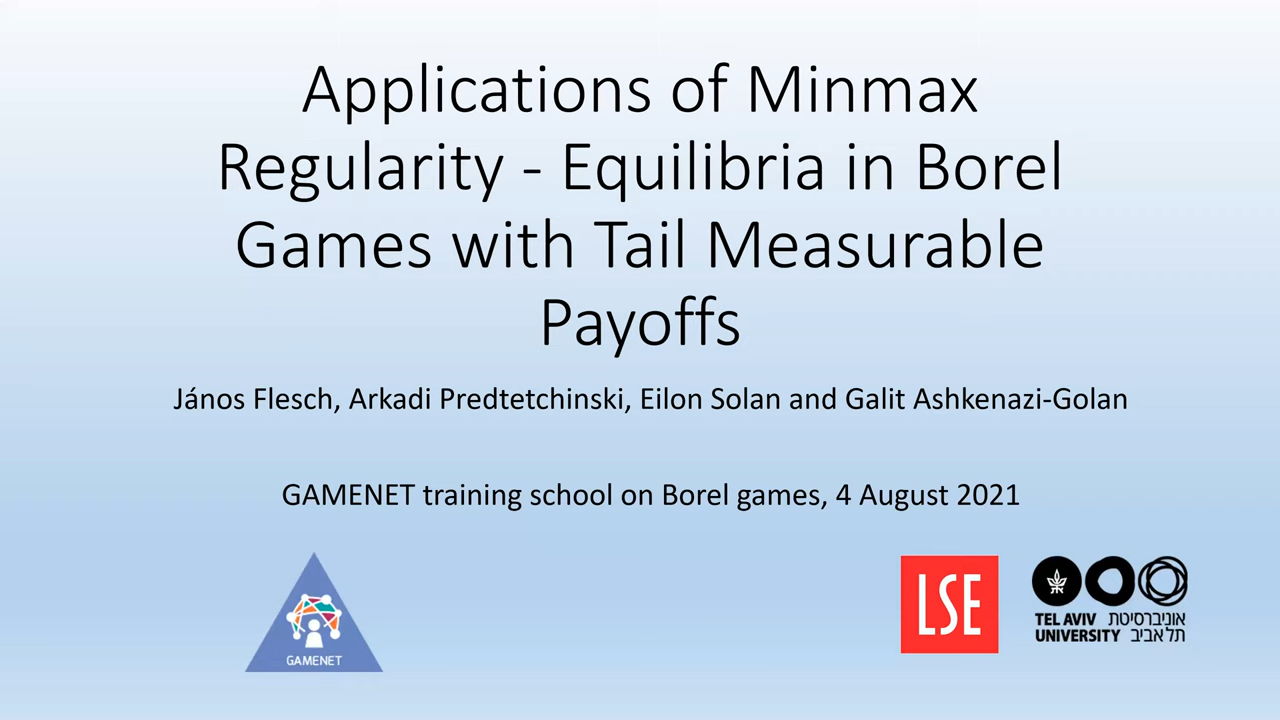 Applications of Minmax
Regularity - Equilibria in Borel
Games with Tail Measurable
Payoffs
János Flesch, Arkadi Predtetchinski, Eilon Solan and Galit Ashkenazi-Golan
GAMENET training school on Borel games, 4 August 2021
GAMENET
LSE
TEL AVIV אוניברסיטת
UNIVERSITY תל אביב